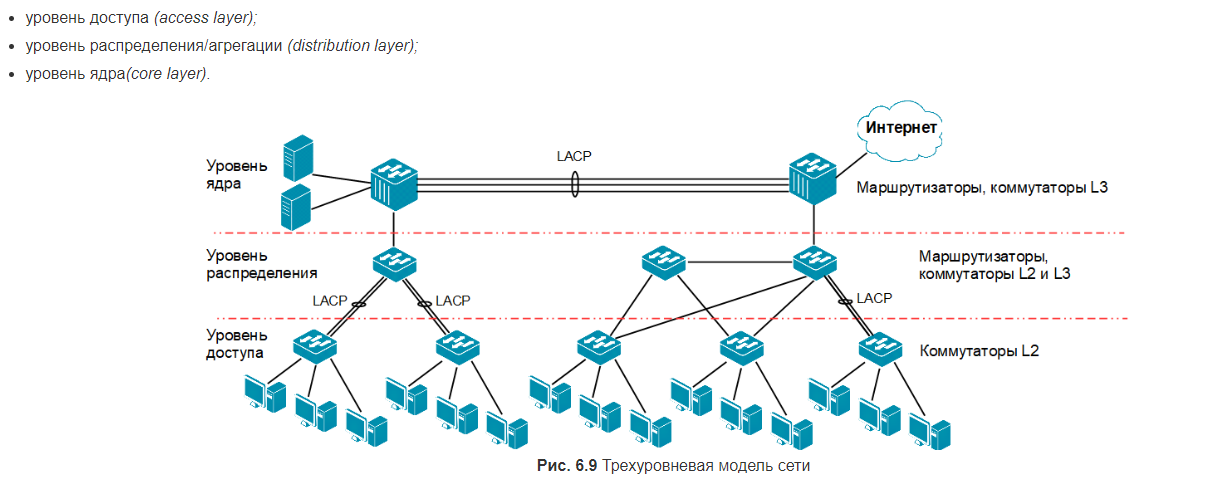 уровень доступа (access layer);
уровень распределения/агрегации (distribution layer);
уровень ядра(core layer).
Интернет
LACP
Уровень
ядра
Маршрутизаторы, коммутаторы L3
Уровень
распределения
Маршрутизаторы,
коммутаторы L2 и L3
LACP
LACP
LACP
Уровень
доступа
Коммутаторы L2
Рис. 6.9 Трехуровневая модель сети